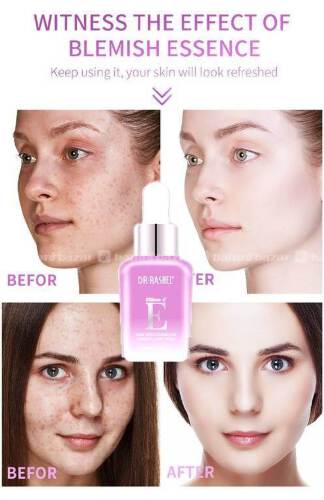 WITNESS THE EFFECT OF
BLEMISH ESSENCE
Keep using it, your skin will look refreshed
BEFOR
AFTER
DR·RASHEL
E
BEFOR
AFTER